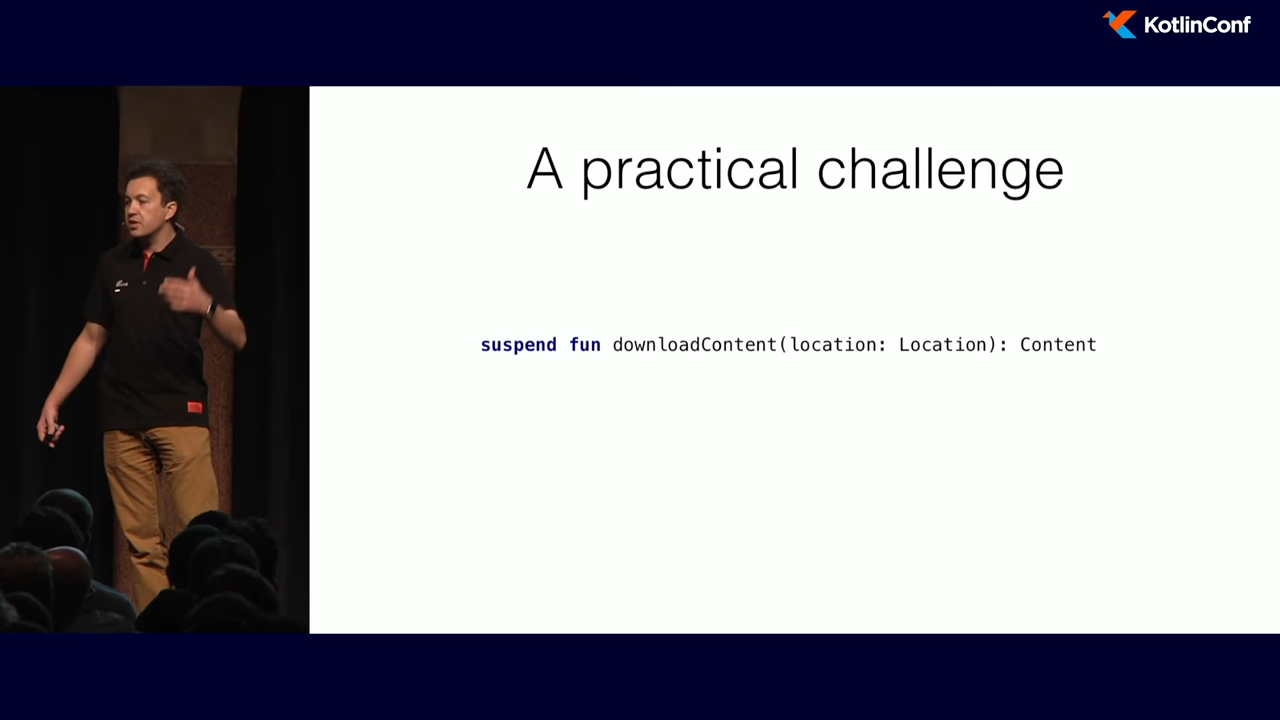 KotlinConf
A practical challenge
suspend fun downloadContent(location: Location): Content